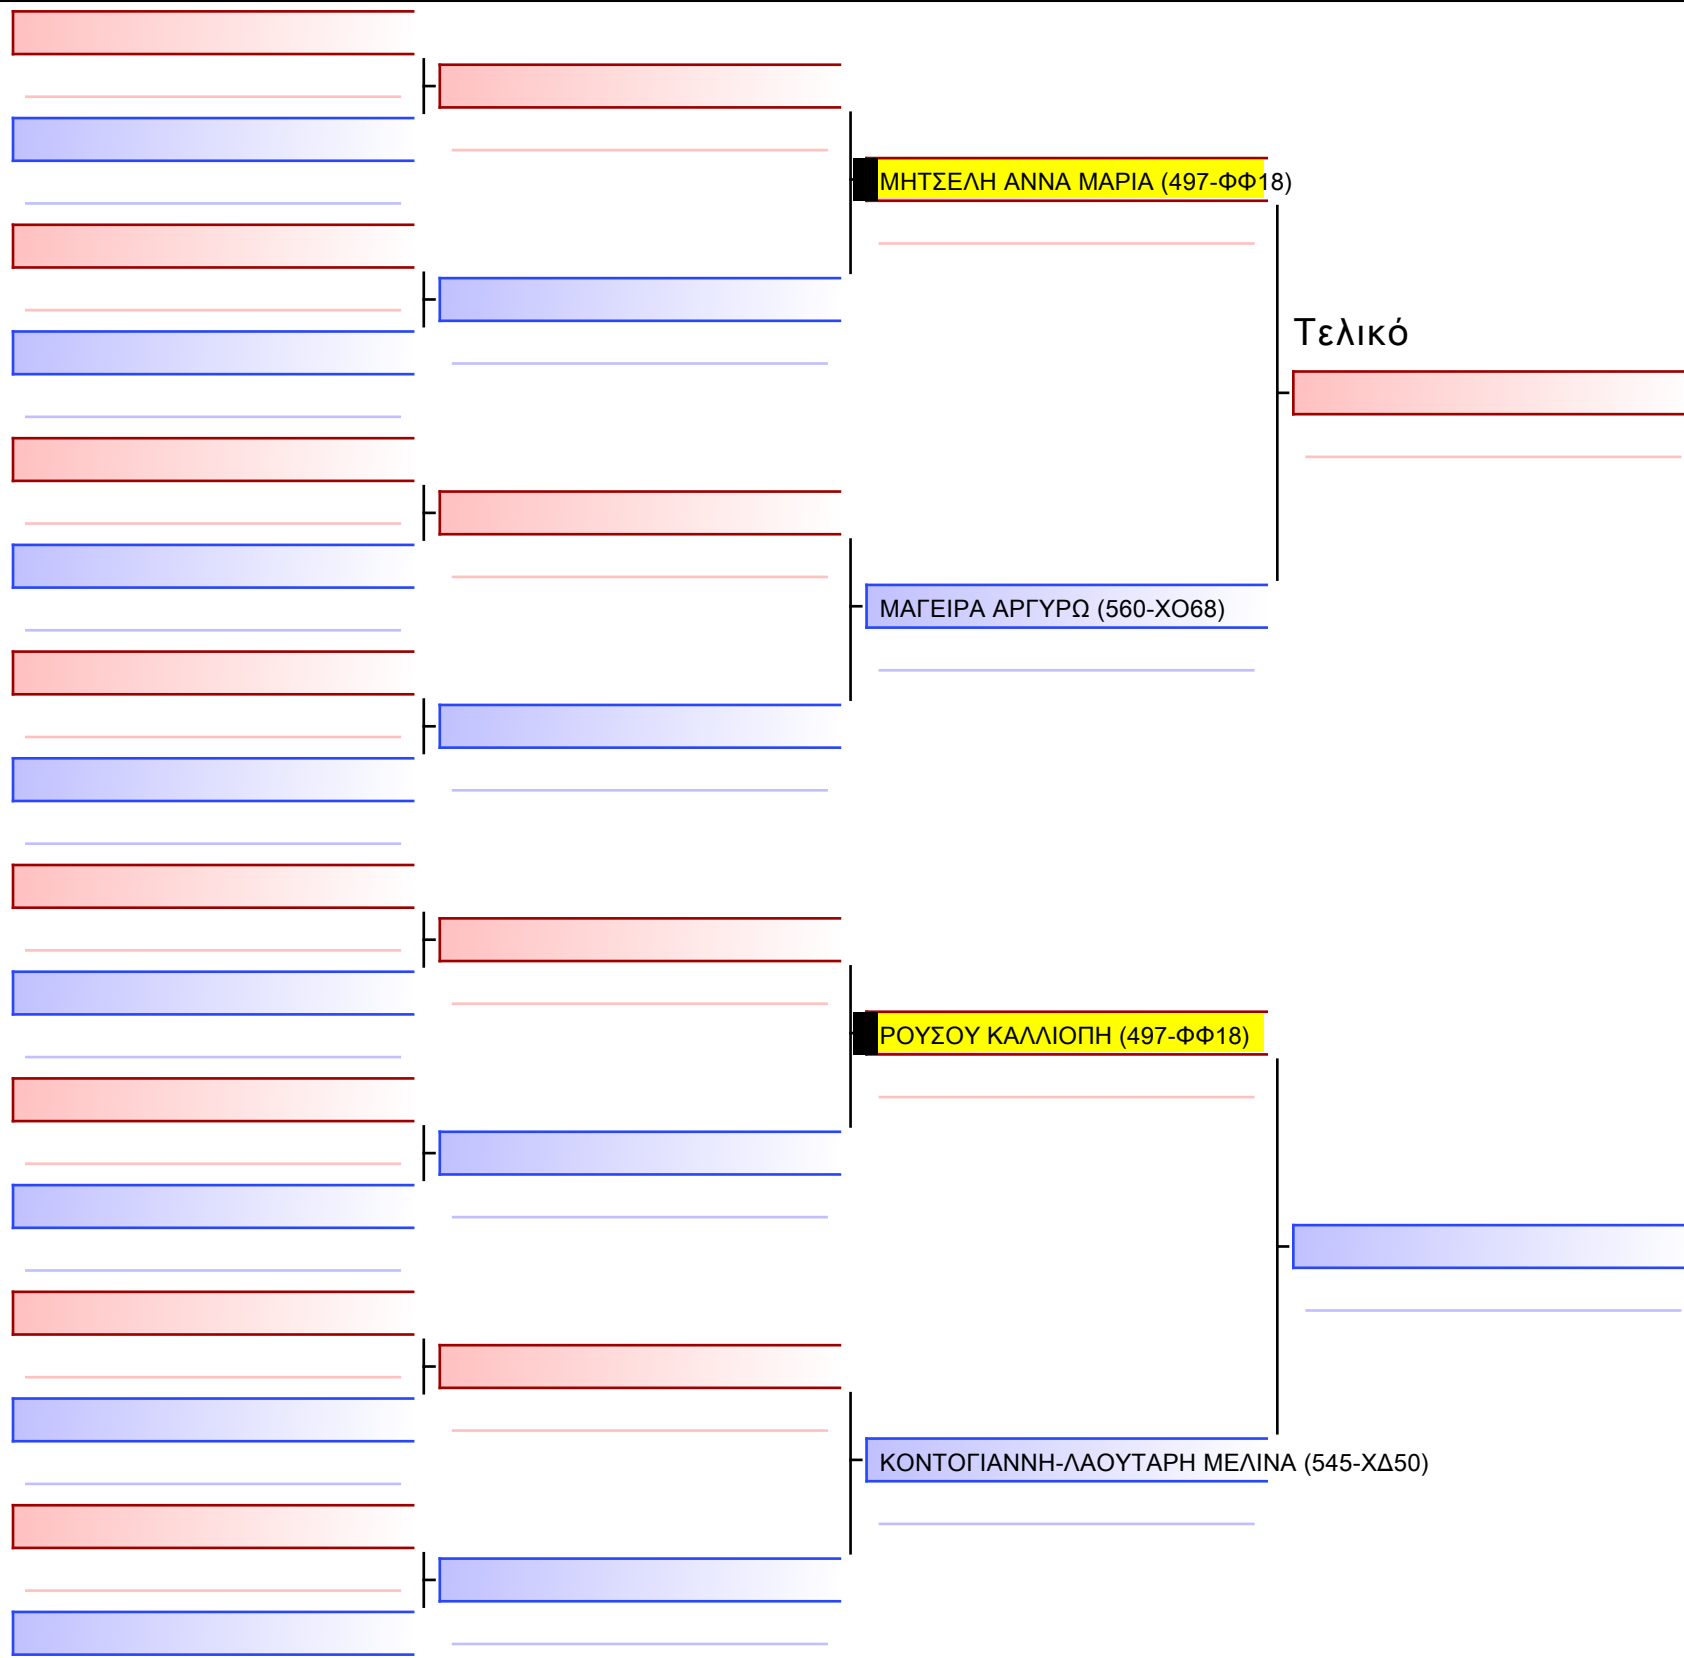 ΜΗΤΣΕΛΗ ΑΝΝΑ ΜΑΡΙΑ (497-ΦΦ18)
Τελικό
ΜΑΓΕΙΡΑ ΑΡΓΥΡΩ (560-ΧΟ68)
ΡΟΥΣΟΥ ΚΑΛΛΙΟΠΗ (497-ΦΦ18)
ΚΟΝΤΟΓΙΑΝΝΗ-ΛΑΟΥΤΑΡΗ ΜΕΛΙΝΑ (545-ΧΔ50)